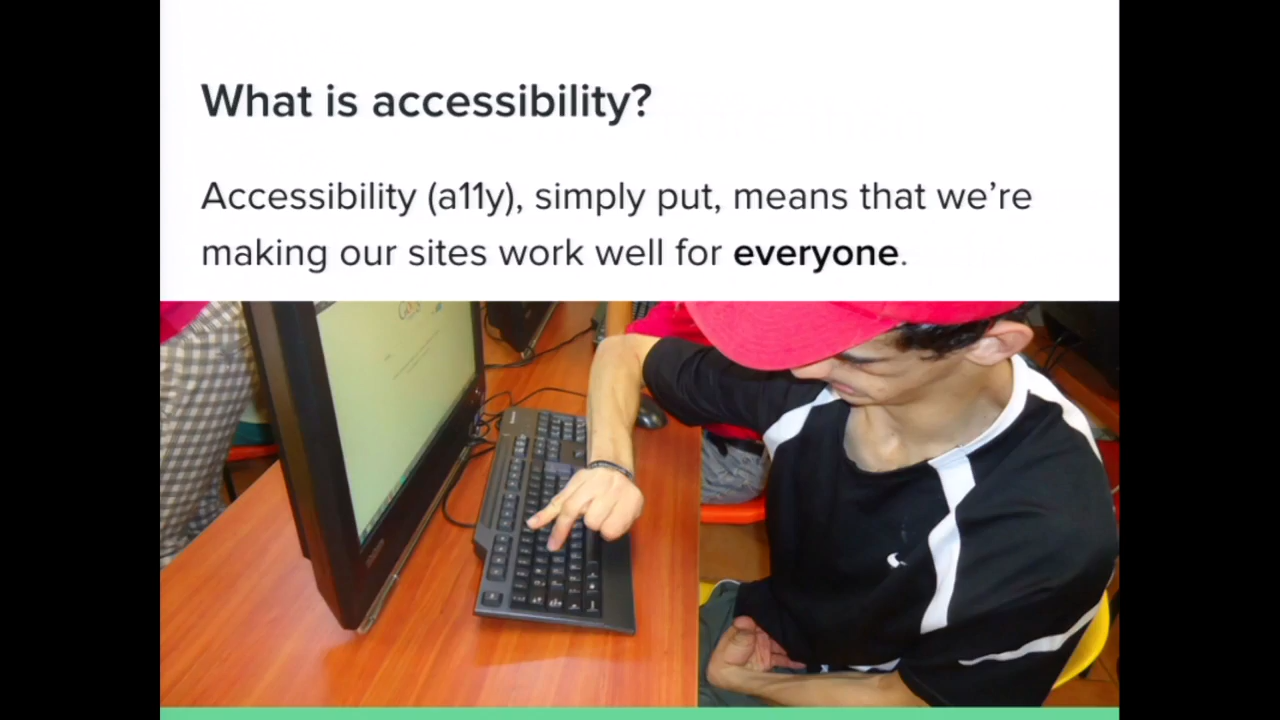 What is accessibility?
Accessibility (a11y), simply put, means that we’re
making our sites work well for everyone.